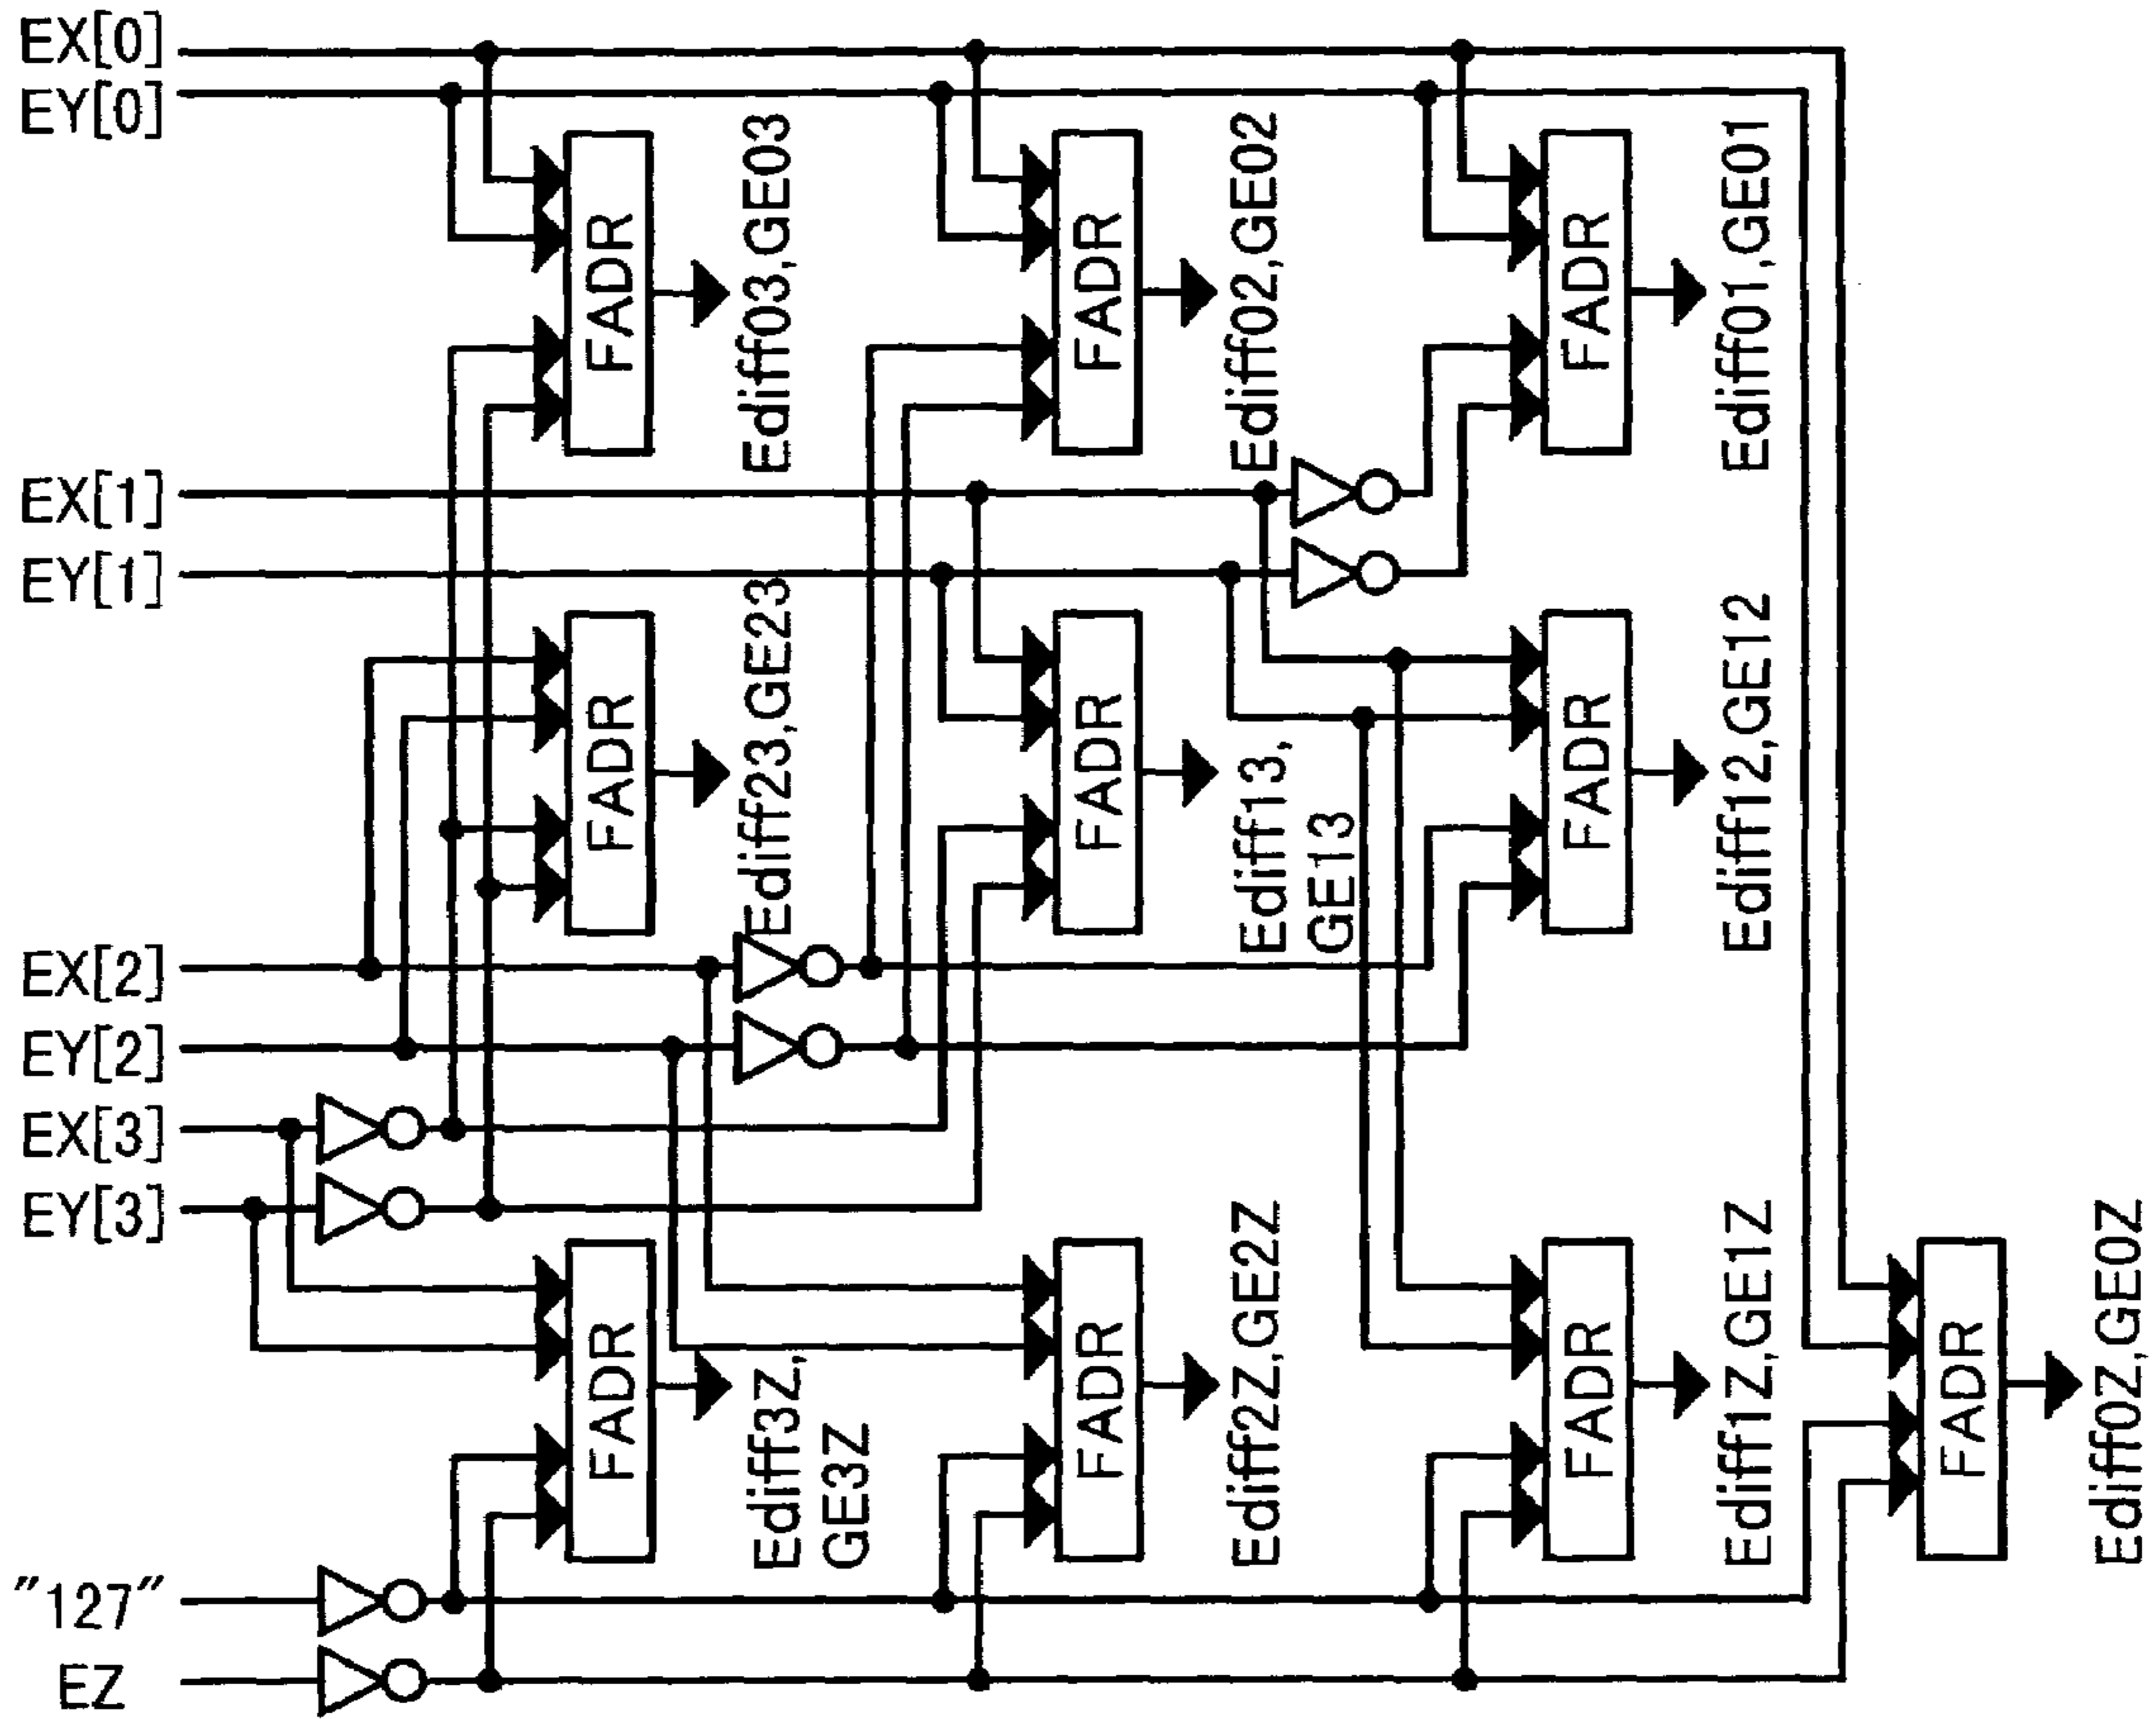 EX[0]
EY[0]
FADR
Ediff03,GE03
FADR
Ediff02,GE02
FADR
Ediff01,GE01
EX[1]
EY[1]
FADR
Ediff23,GE23
FADR
Ediff13,
GE13
FADR
Ediff12,GE12
EX[2]
EY[2]
EX[3]
EY[3]
FADR
Ediff3Z,
GE3Z
FADR
Ediff2Z,GE2Z
FADR
Ediff1Z,GE1Z
FADR
Ediff0Z,GE0Z
"127"
EZ